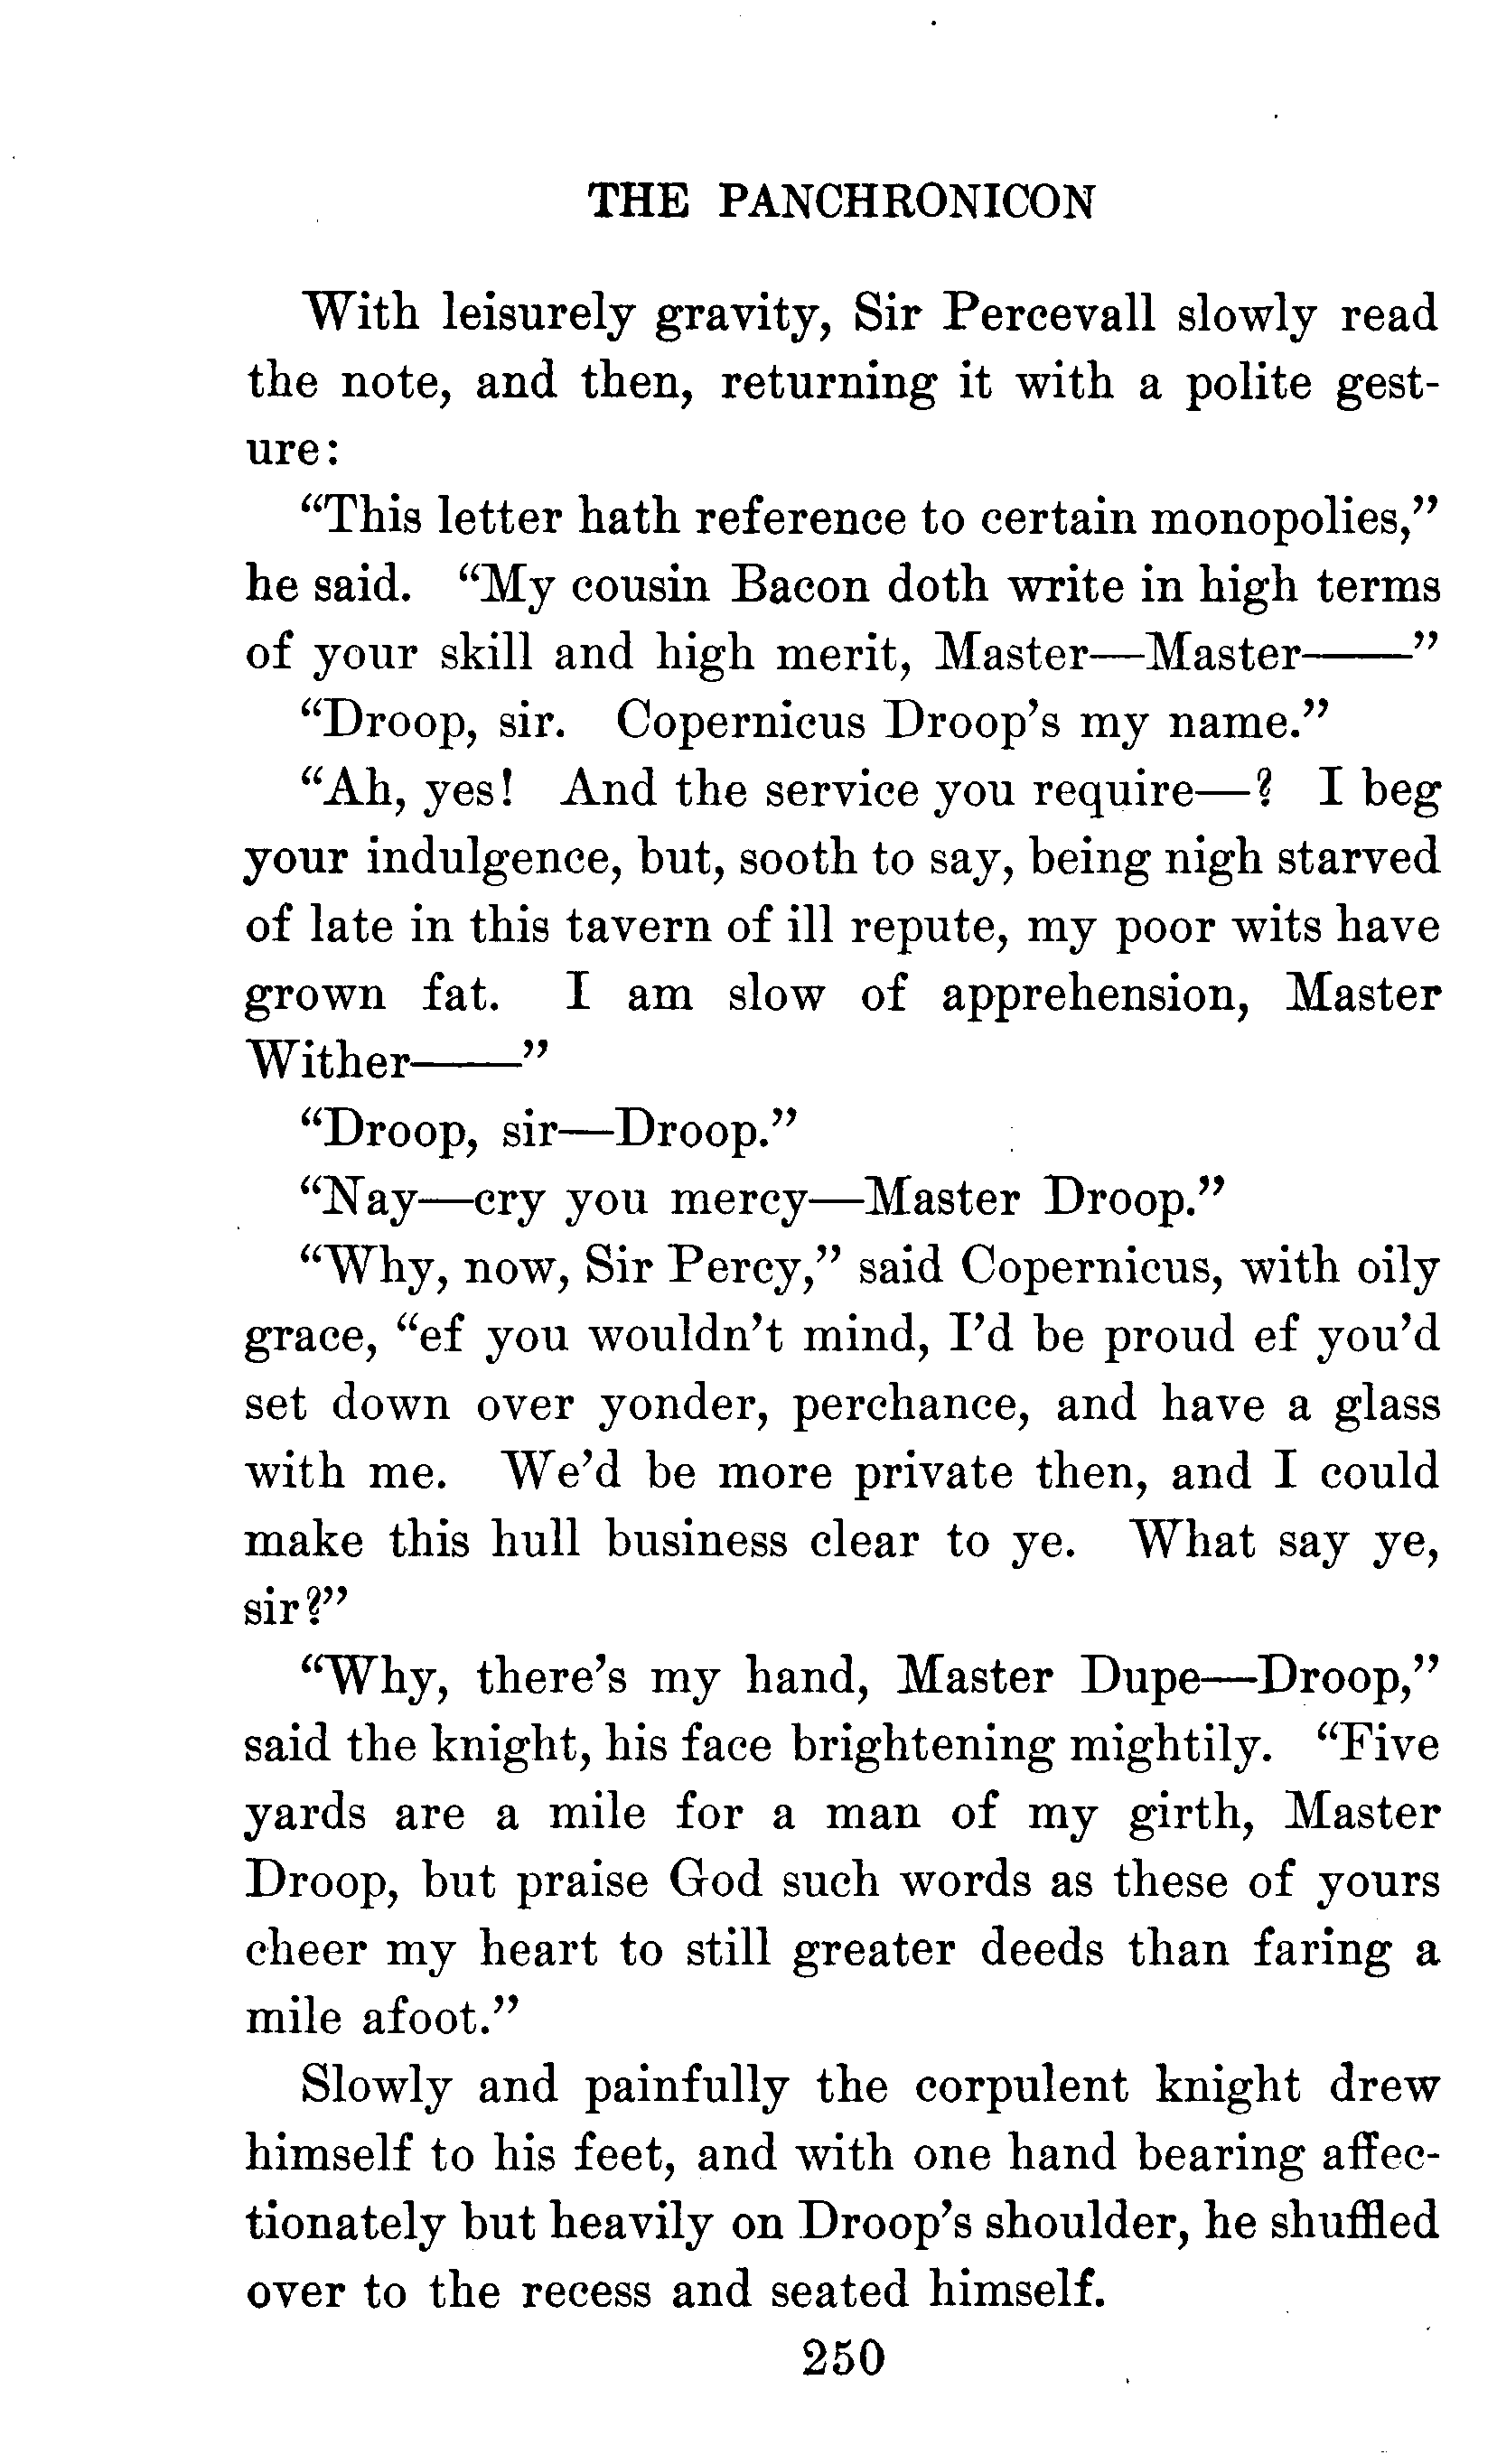 THE PANCHRONICON
With leisurely gravity, Sir Percevall slowly read
the note, and then, returning it with a polite gest-
ure:
“This letter hath reference to certain monopolies,”
he said. “My cousin Bacon doth write in high terms
of your skill and high merit, Master—Master——”
“Droop, sir. Copernicus Droop’s my name.”
“Ah, yes! And the service you require—? I beg
your indulgence, but, sooth to say, being nigh starved
of late in this tavern of ill repute, my poor wits have
grown fat. I am slow of apprehension, Master
Wither——”
“Droop, sir—Droop.”
“Nay—cry you mercy—Master Droop.”
“Why, now, Sir Percy,” said Copernicus, with oily
grace, “ef you wouldn’t mind, I’d be proud ef you’d
set down over yonder, perchance, and have a glass
with me. We’d be more private then, and I could
make this hull business clear to ye. What say ye,
sir?”
“Why, there’s my hand, Master Dupe—Droop,”
said the knight, his face brightening mightily. “Five
yards are a mile for a man of my girth, Master
Droop, but praise God such words as these of yours
cheer my heart to still greater deeds than faring a
mile afoot.”
Slowly and painfully the corpulent knight drew
himself to his feet, and with one hand bearing affec-
tionately but heavily on Droop’s shoulder, he shuffled
over to the recess and seated himself.
250